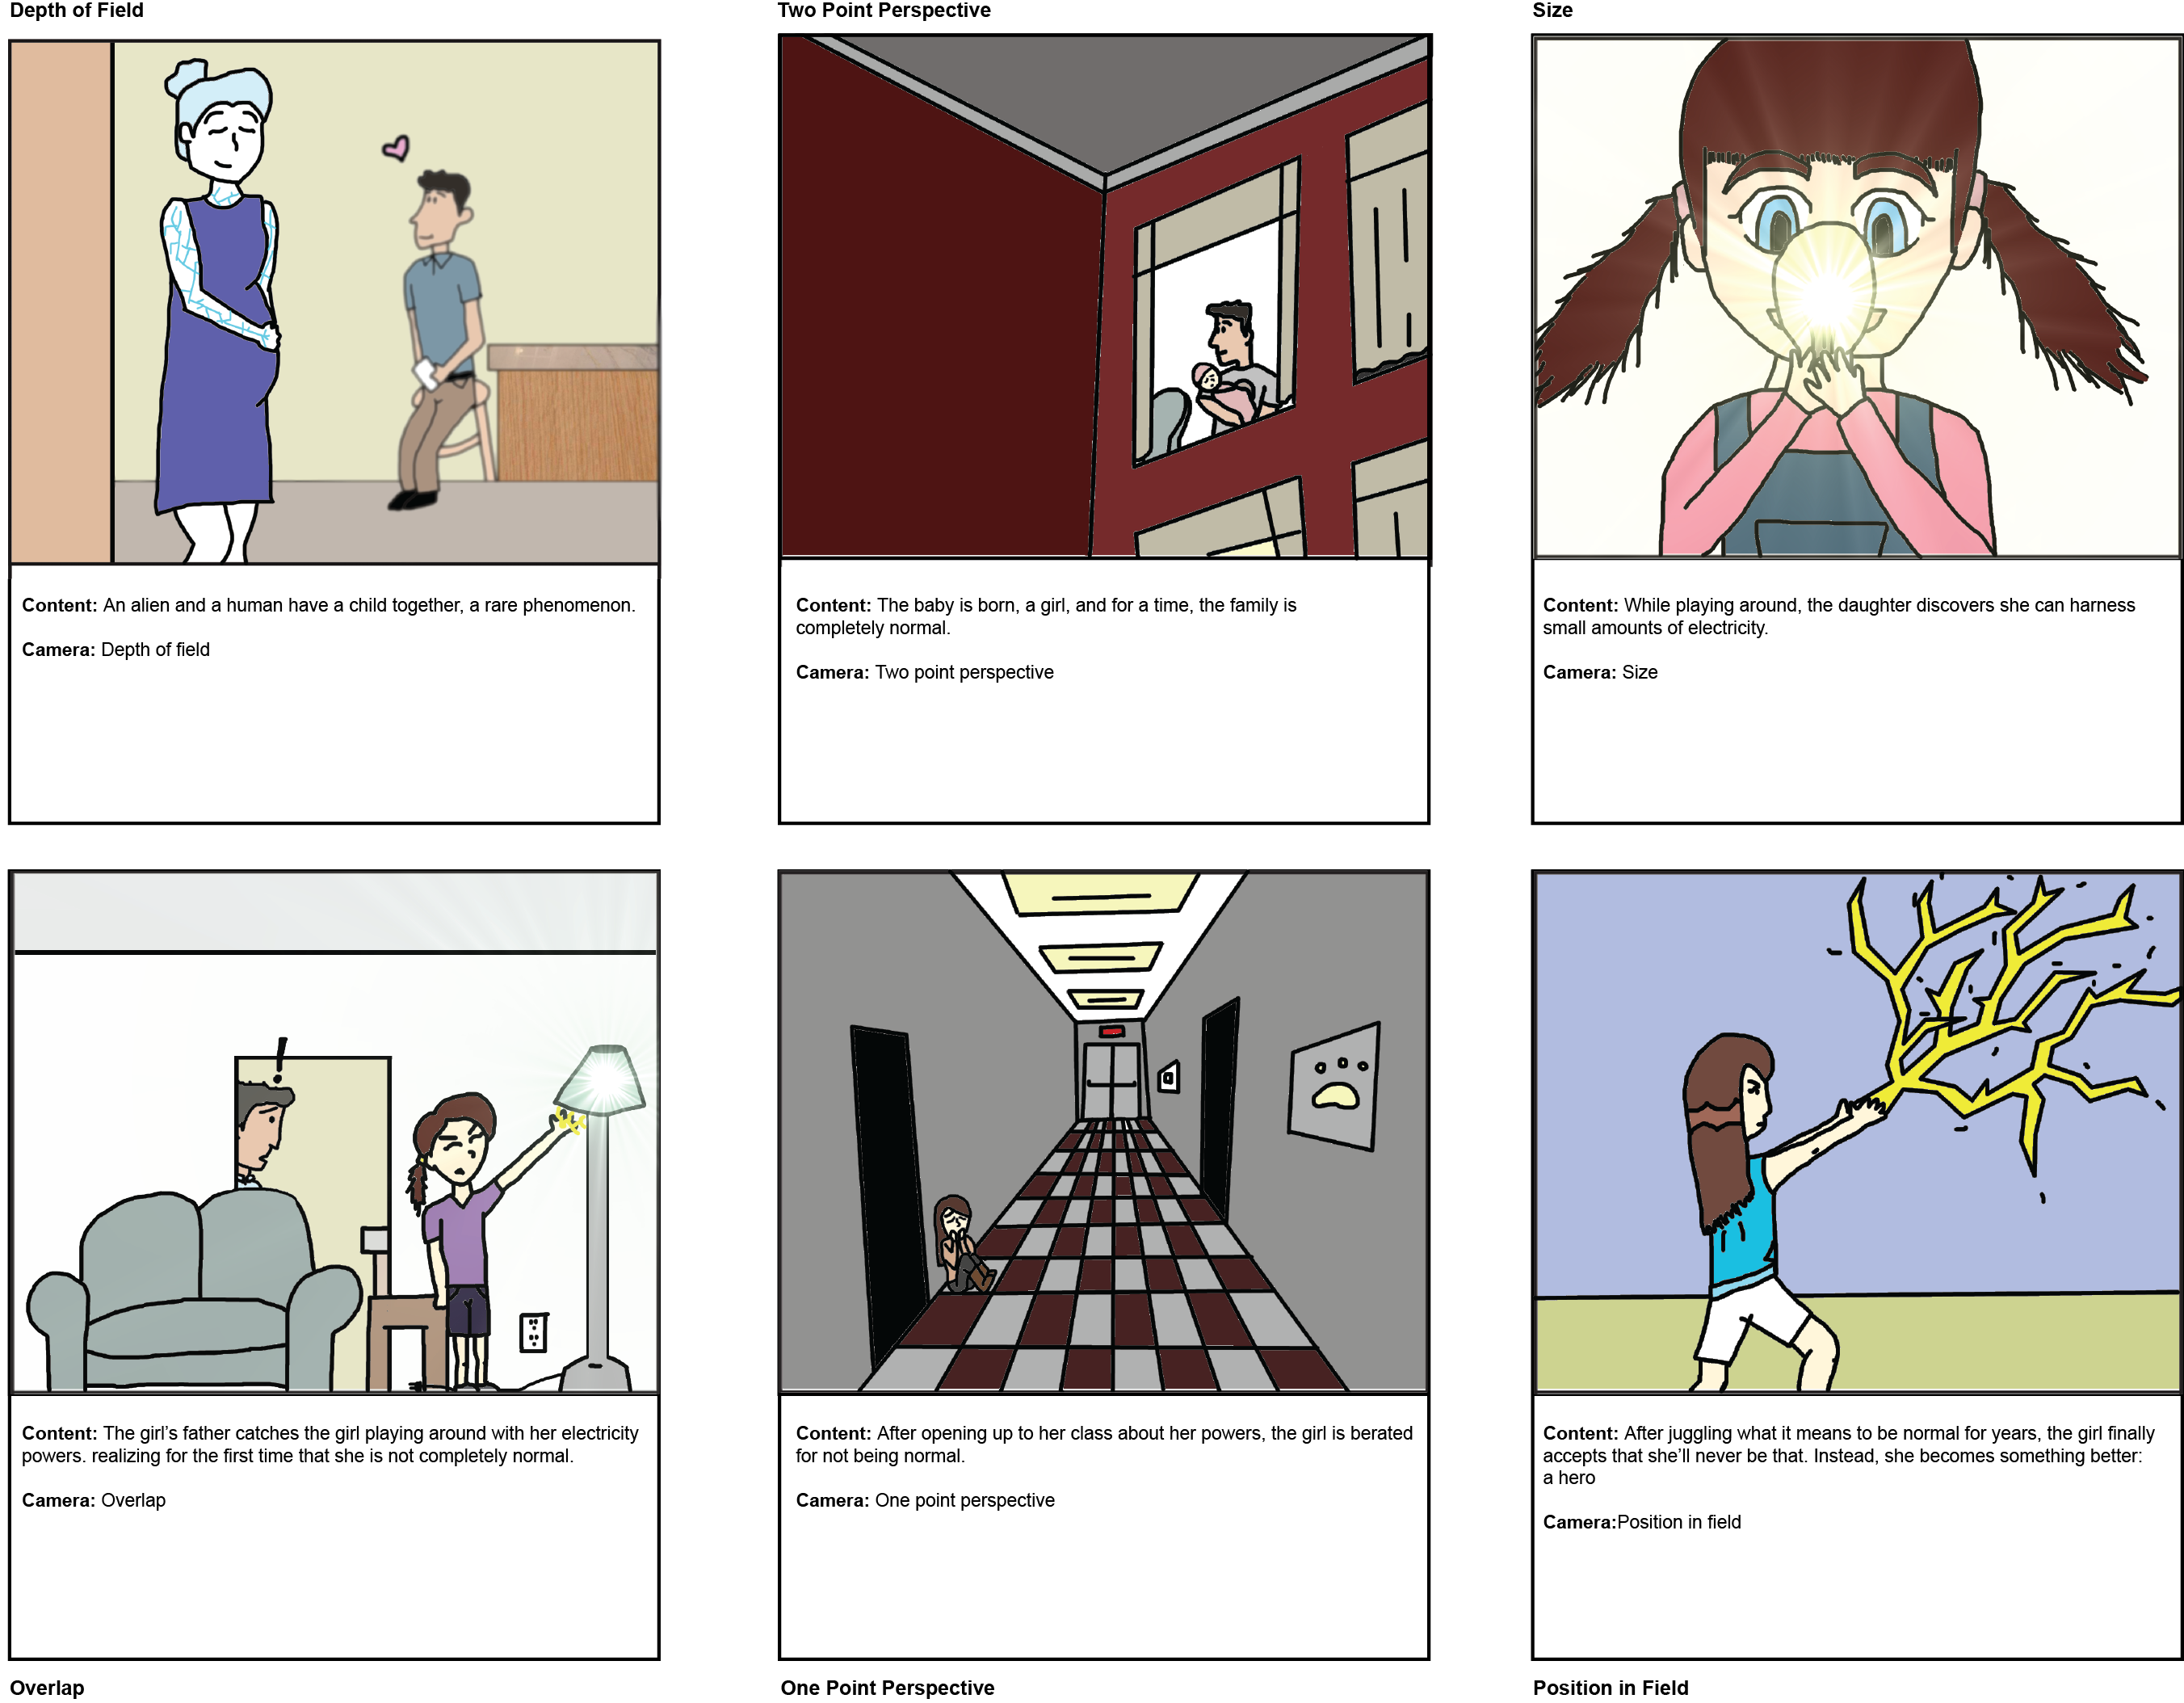 Depth of Field
Two Point Perspective
Size
Content: An alien and a human have a child together, a rare phenomenon.
Camera: Depth of field
Content: The baby is born, a girl, and for a time, the family is
completely normal.
Camera: Two point perspective
Content: While playing around, the daughter discovers she can harness
small amounts of electricity.
Camera: Size
!
Content: The girl’s father catches the girl playing around with her electricity
powers. realizing for the first time that she is not completely normal.
Camera: Overlap
Content: After opening up to her class about her powers, the girl is berated
for not being normal.
Camera: One point perspective
Content: After juggling what it means to be normal for years, the girl finally
accepts that she’ll never be that. Instead, she becomes something better:
a hero
Camera:Position in field
Overlap
One Point Perspective
Position in Field